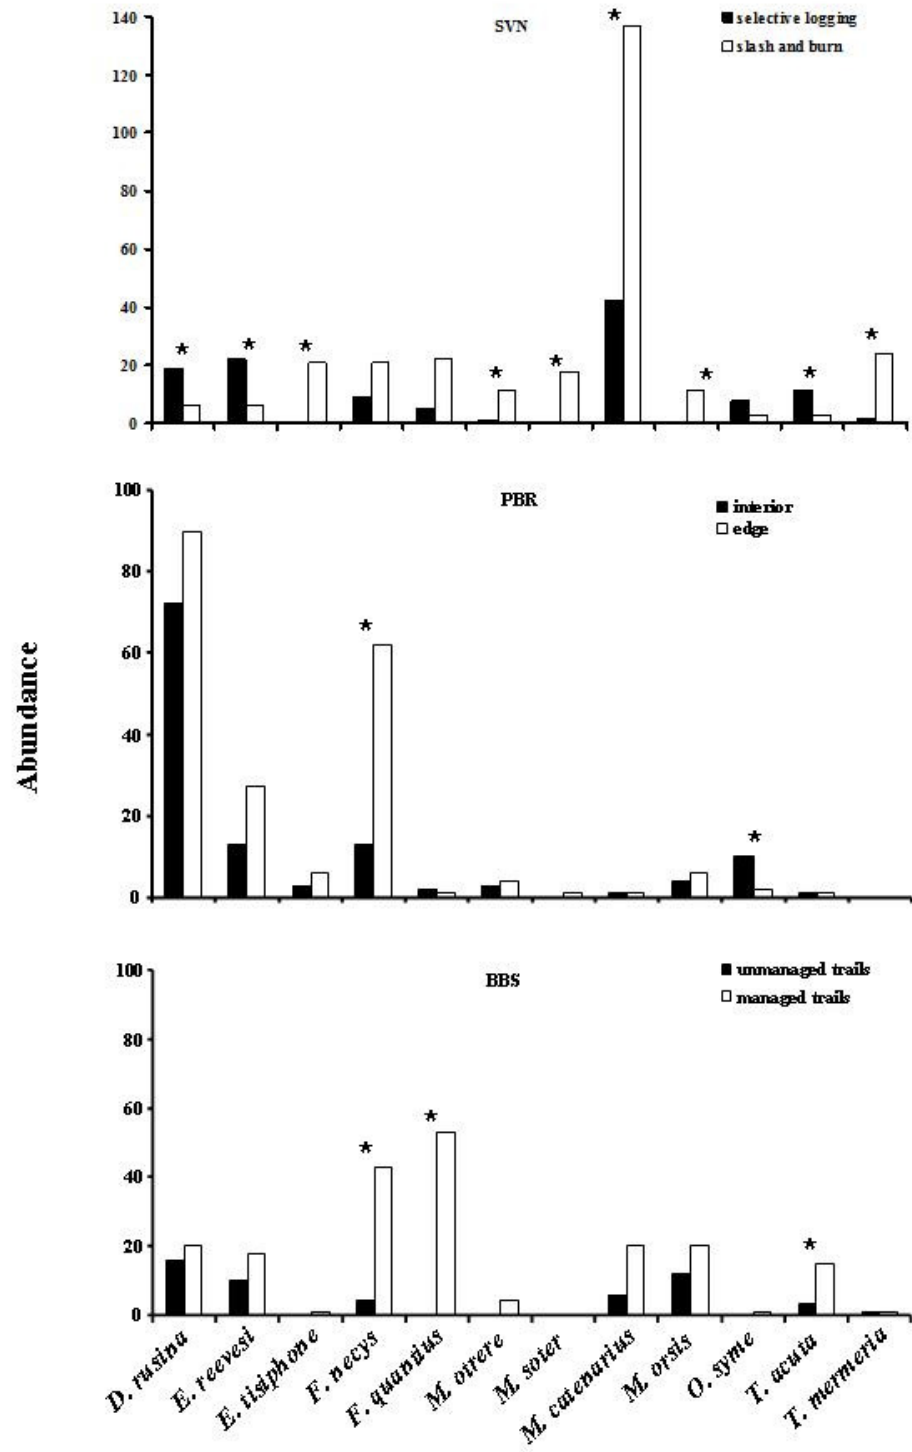 SVN
selective logging
slash and burn
140
120
100
80
60
40
20
0
* * * * * * * * *
PBR
interior
edge
100
80
60
40
20
0
* *
Abundance
BBS
unmanaged trails
managed trails
100
80
60
40
20
0
* * *
D. rusina
E. reevesi
E. tisiphone
F. necys
F. quantius
M. otrere
M. soter
M. catenarius
M. orsis
O. syme
T. acuta
T. mermeria